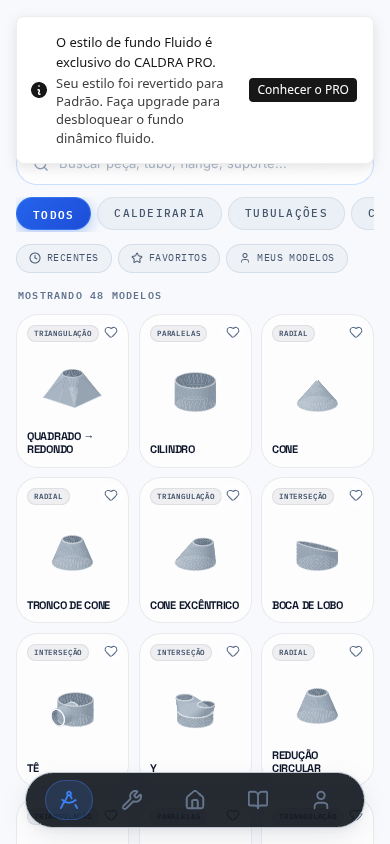 O estilo de fundo Fluido é
exclusivo do CALDRA PRO.
Seu estilo foi revertido para
Padrão. Faça upgrade para
desbloquear o fundo
dinâmico fluido.
Conhecer o PRO
Buscar peça, tubo, flange, suporte...
TODOS
CALDEIRARIA
TUBULAÇÕES
C
RECENTES
FAVORITOS
MEUS MODELOS
MOSTRANDO 48 MODELOS
TRIANGULAÇÃO
PARALELAS
RADIAL
QUADRADO →
REDONDO
CILINDRO
CONE
RADIAL
TRIANGULAÇÃO
INTERSEÇÃO
TRONCO DE CONE
CONE EXCÊNTRICO
BOCA DE LOBO
INTERSEÇÃO
INTERSEÇÃO
RADIAL
TÊ
Y
REDUÇÃO
CIRCULAR
PARALELAS
TRIANGULAÇÃO